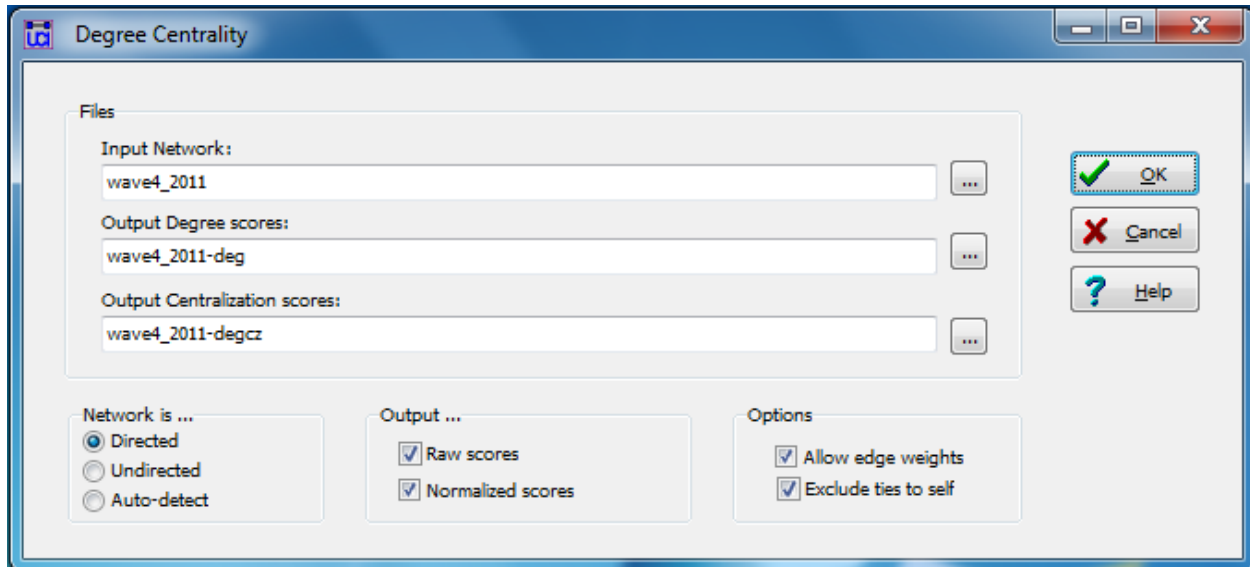 UCI
Degree Centrality
Files
Input Network:
wave4_2011
...
Output Degree scores:
wave4_2011-deg
...
Output Centralization scores:
wave4_2011-degcz
...
OK
Cancel
? Help
Network is ...
Directed
Undirected
Auto-detect
Output ...
Raw scores
Normalized scores
Options
Allow edge weights
Exclude ties to self